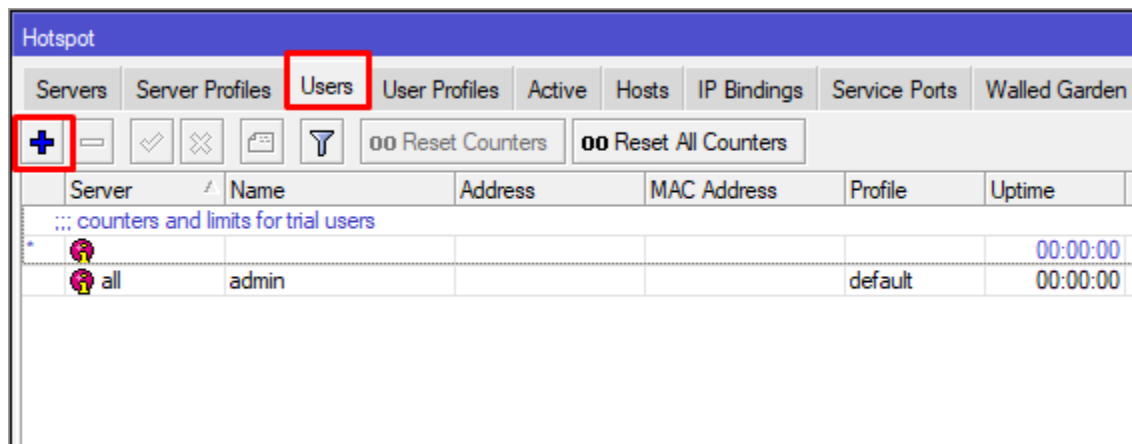 Hotspot
Servers Server Profiles Users User Profiles Active Hosts IP Bindings Service Ports Walled Garden
00 Reset Counters 00 Reset All Counters
Server Name Address MAC Address Profile Uptime
;;; counters and limits for trial users
* 00:00:00
all admin default 00:00:00